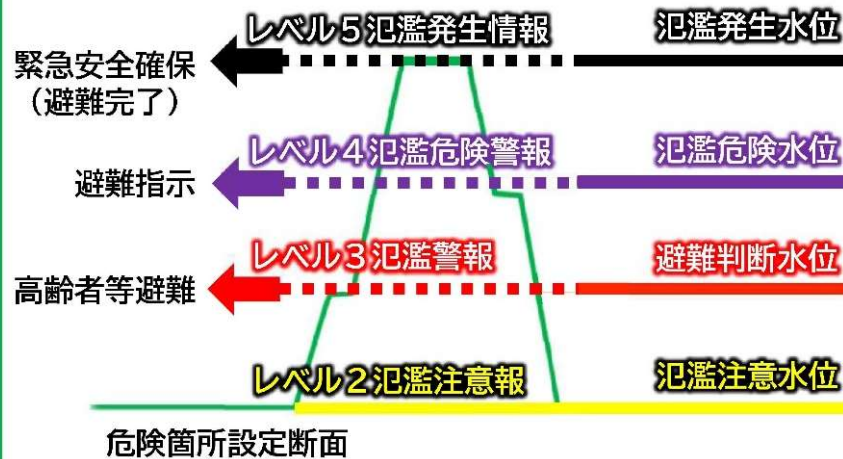 レベル5氾濫発生情報 氾濫発生水位
緊急安全確保
（避難完了）
レベル4氾濫危険警報 氾濫危険水位
避難指示
レベル3氾濫警報 避難判断水位
高齢者等避難
レベル2氾濫注意報 氾濫注意水位
危険箇所設定断面